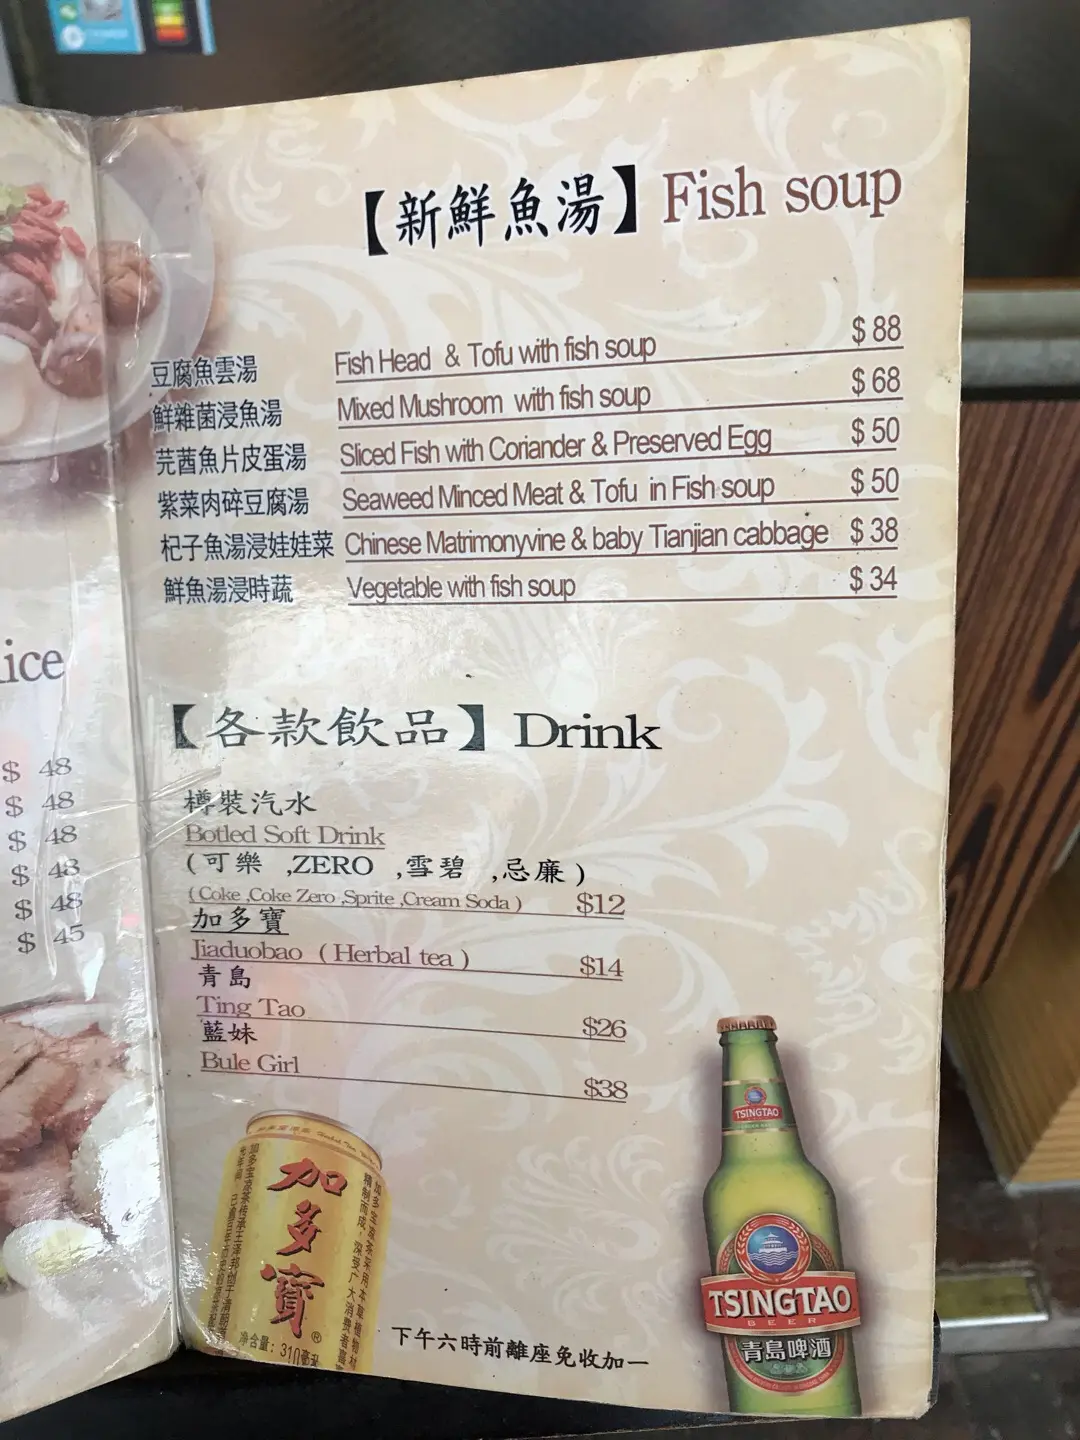 【新鮮魚湯】Fish soup
豆腐魚雲湯 Fish Head & Tofu with fish soup $ 88
鮮雜菌浸魚湯 Mixed Mushroom with fish soup $ 68
芫茜魚片皮蛋湯 Sliced Fish with Coriander & Preserved Egg $ 50
紫菜肉碎豆腐湯 Seaweed Minced Meat & Tofu in Fish soup $ 50
杞子魚湯浸娃娃菜 Chinese Matrimonyvine & baby Tianjian cabbage $ 38
鮮魚湯浸時蔬 Vegetable with fish soup $ 34
ice
$ 48
$ 48
$ 48
$ 48
$ 48
$ 45
【各款飲品】Drink
樽裝汽水
Botled Soft Drink
(可樂 ,ZERO ,雪碧 ,忌廉)
(Coke ,Coke Zero ,Sprite ,Cream Soda) $12
加多寶
Jiaduobao (Herbal tea) $14
青島
Ting Tao $26
藍妹
Bule Girl $38
加多寶®
净含量: 310毫升
TSINGTAO
TSINGTAO
BEER
青島啤酒
下午六時前離座免收加一